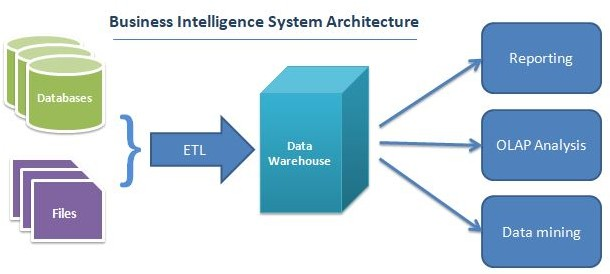 Business Intelligence System Architecture
Databases
Files
ETL
Data
Warehouse
Reporting
OLAP Analysis
Data mining